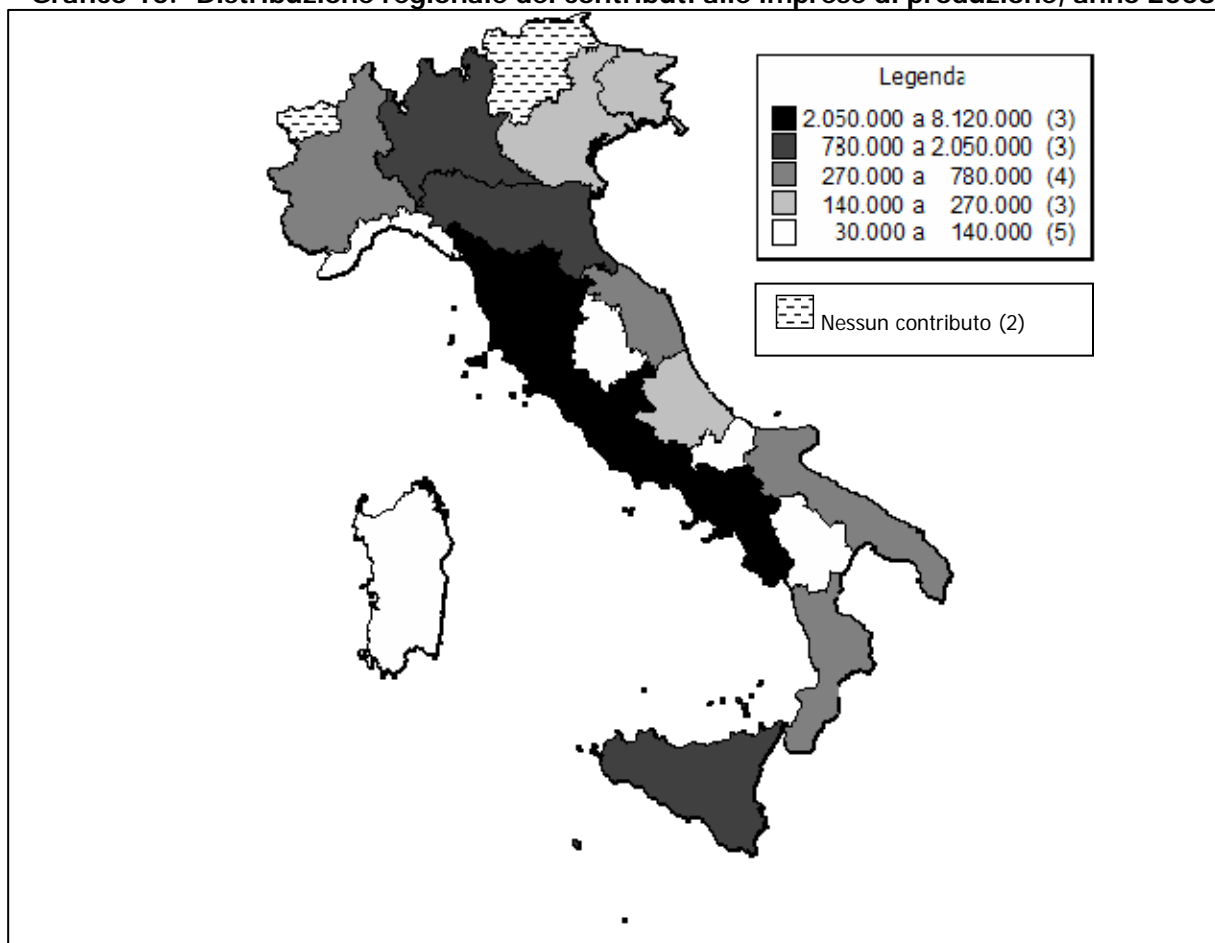 Distribuzione regionale dei contributi alle imprese di produzione, anno
Legenda
2.050.000 a 8.120.000 (3)
780.000 a 2.050.000 (3)
270.000 a 780.000 (4)
140.000 a 270.000 (3)
30.000 a 140.000 (5)
Nessun contributo (2)